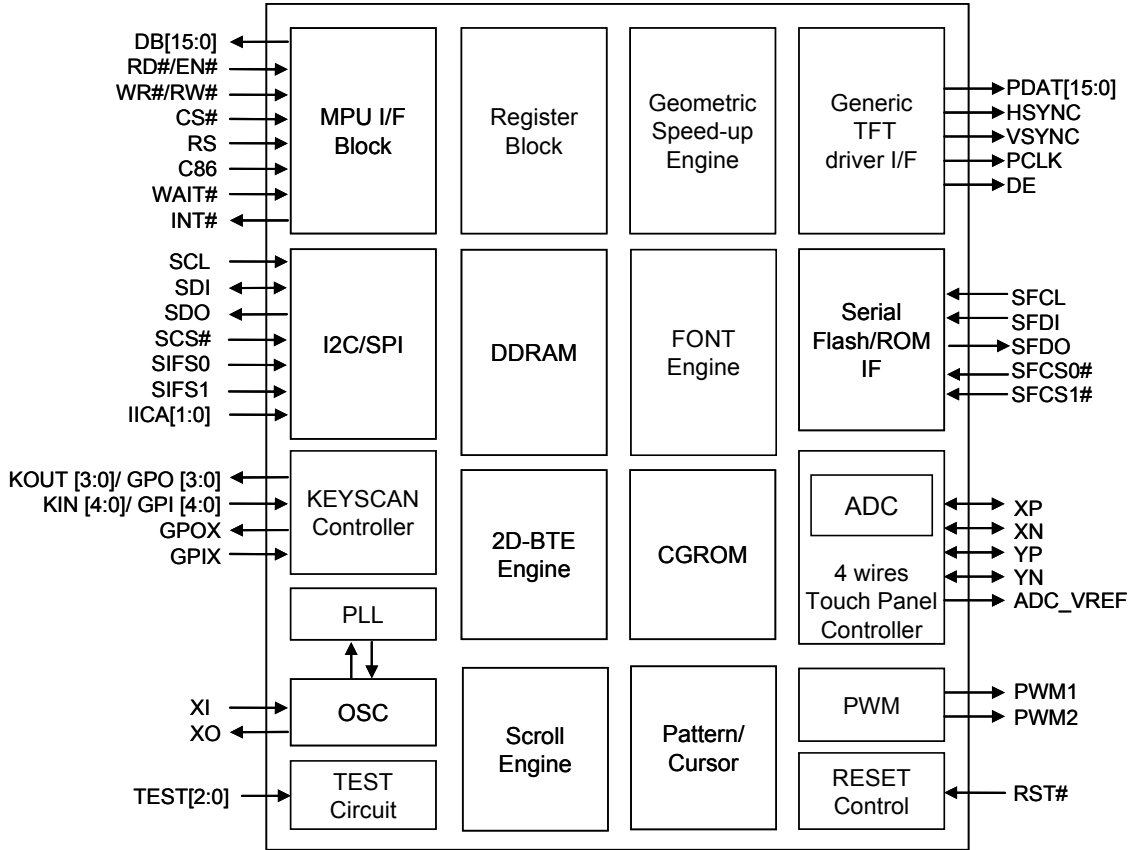 DB[15:0]
RD#/EN#
WR#/RW#
CS#
RS
C86
WAIT#
INT#
MPU I/F
Block
Register
Block
Geometric
Speed-up
Engine
Generic
TFT
driver I/F
PDAT[15:0]
HSYNC
VSYNC
PCLK
DE
SCL
SDI
SDO
SCS#
SIFS0
SIFS1
IICA[1:0]
I2C/SPI
DDRAM
FONT
Engine
Serial
Flash/ROM
IF
SFCL
SFDI
SFDO
SFCS0#
SFCS1#
KOUT [3:0]/ GPO [3:0]
KIN [4:0]/ GPI [4:0]
GPOX
GPIX
KEYSCAN
Controller
2D-BTE
Engine
CGROM
ADC
4 wires
Touch Panel
Controller
XP
XN
YP
YN
ADC_VREF
PLL
XI
XO
OSC
Scroll
Engine
Pattern/
Cursor
PWM
PWM1
PWM2
TEST[2:0]
TEST
Circuit
RESET
Control
RST#